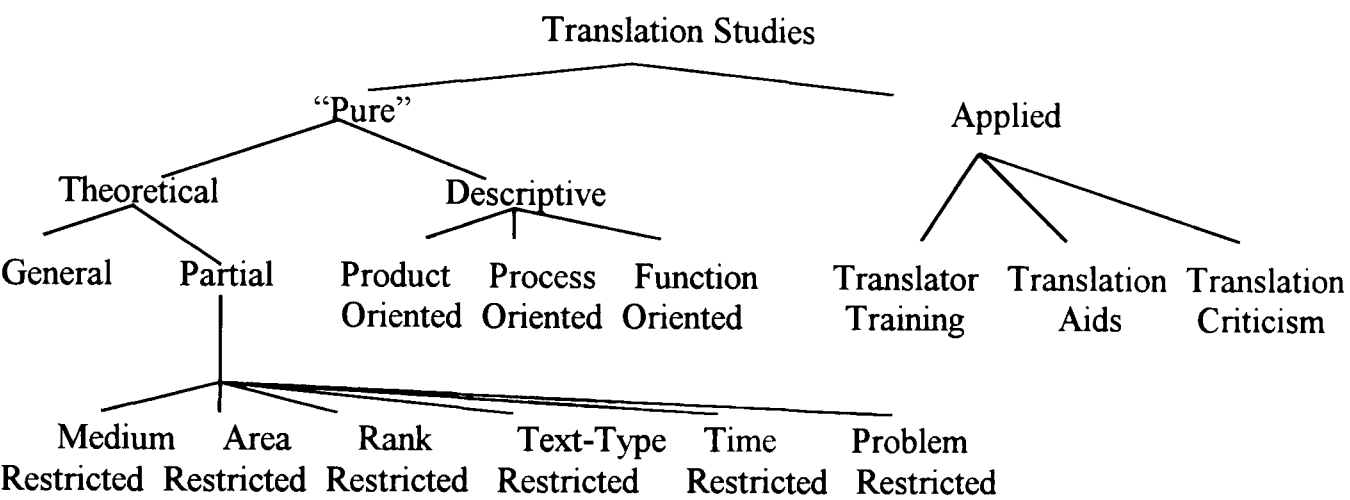 Translation Studies
“Pure” Applied
Theoretical Descriptive
General Partial Product Process Function Translator Translation Translation
Oriented Oriented Oriented Training Aids Criticism
Medium Area Rank Text-Type Time Problem
Restricted Restricted Restricted Restricted Restricted Restricted